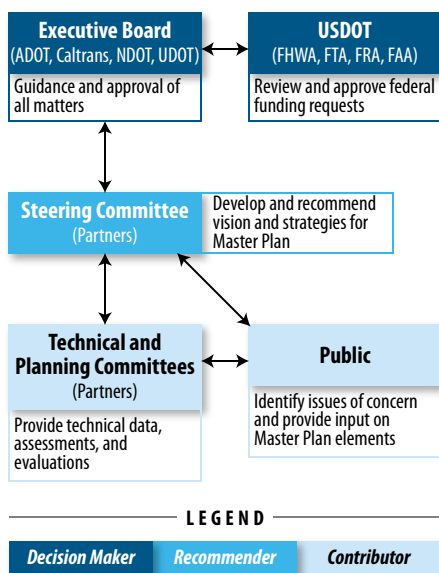 Executive Board
(ADOT, Caltrans, NDOT, UDOT)
Guidance and approval of
all matters
USDOT
(FHWA, FTA, FRA, FAA)
Review and approve federal
funding requests
Steering Committee
(Partners)
Develop and recommend
vision and strategies for
Master Plan
Technical and
Planning Committees
(Partners)
Provide technical data,
assessments, and
evaluations
Public
Identify issues of concern
and provide input on
Master Plan elements
LEGEND
Decision Maker
Recommender
Contributor